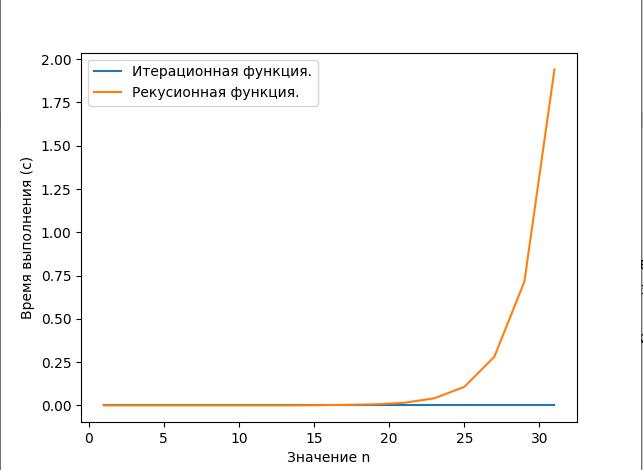 2.00
1.75
1.50
1.25
1.00
0.75
0.50
0.25
0.00
Время выполнения (с)
Итерационная функция.
Рекусионная функция.
0 5 10 15 20 25 30
Значение n